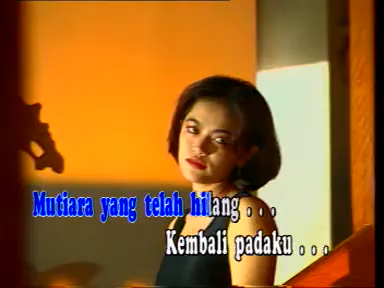 Mutiara yang telah hilang . . .
Kembali padaku . . .